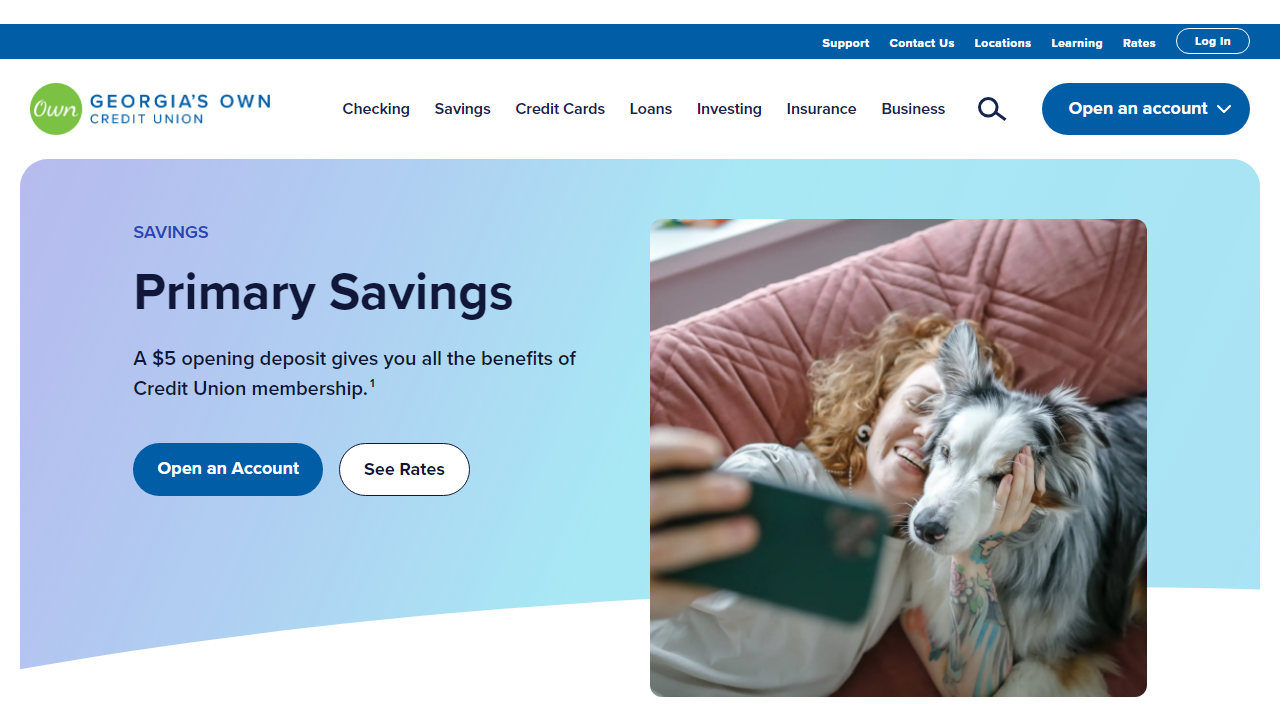 Support Contact Us Locations Learning Rates Log In
Own GEORGIA'S OWN
CREDIT UNION
Checking Savings Credit Cards Loans Investing Insurance Business Open an account
SAVINGS
Primary Savings
A $5 opening deposit gives you all the benefits of
Credit Union membership.¹
Open an Account See Rates